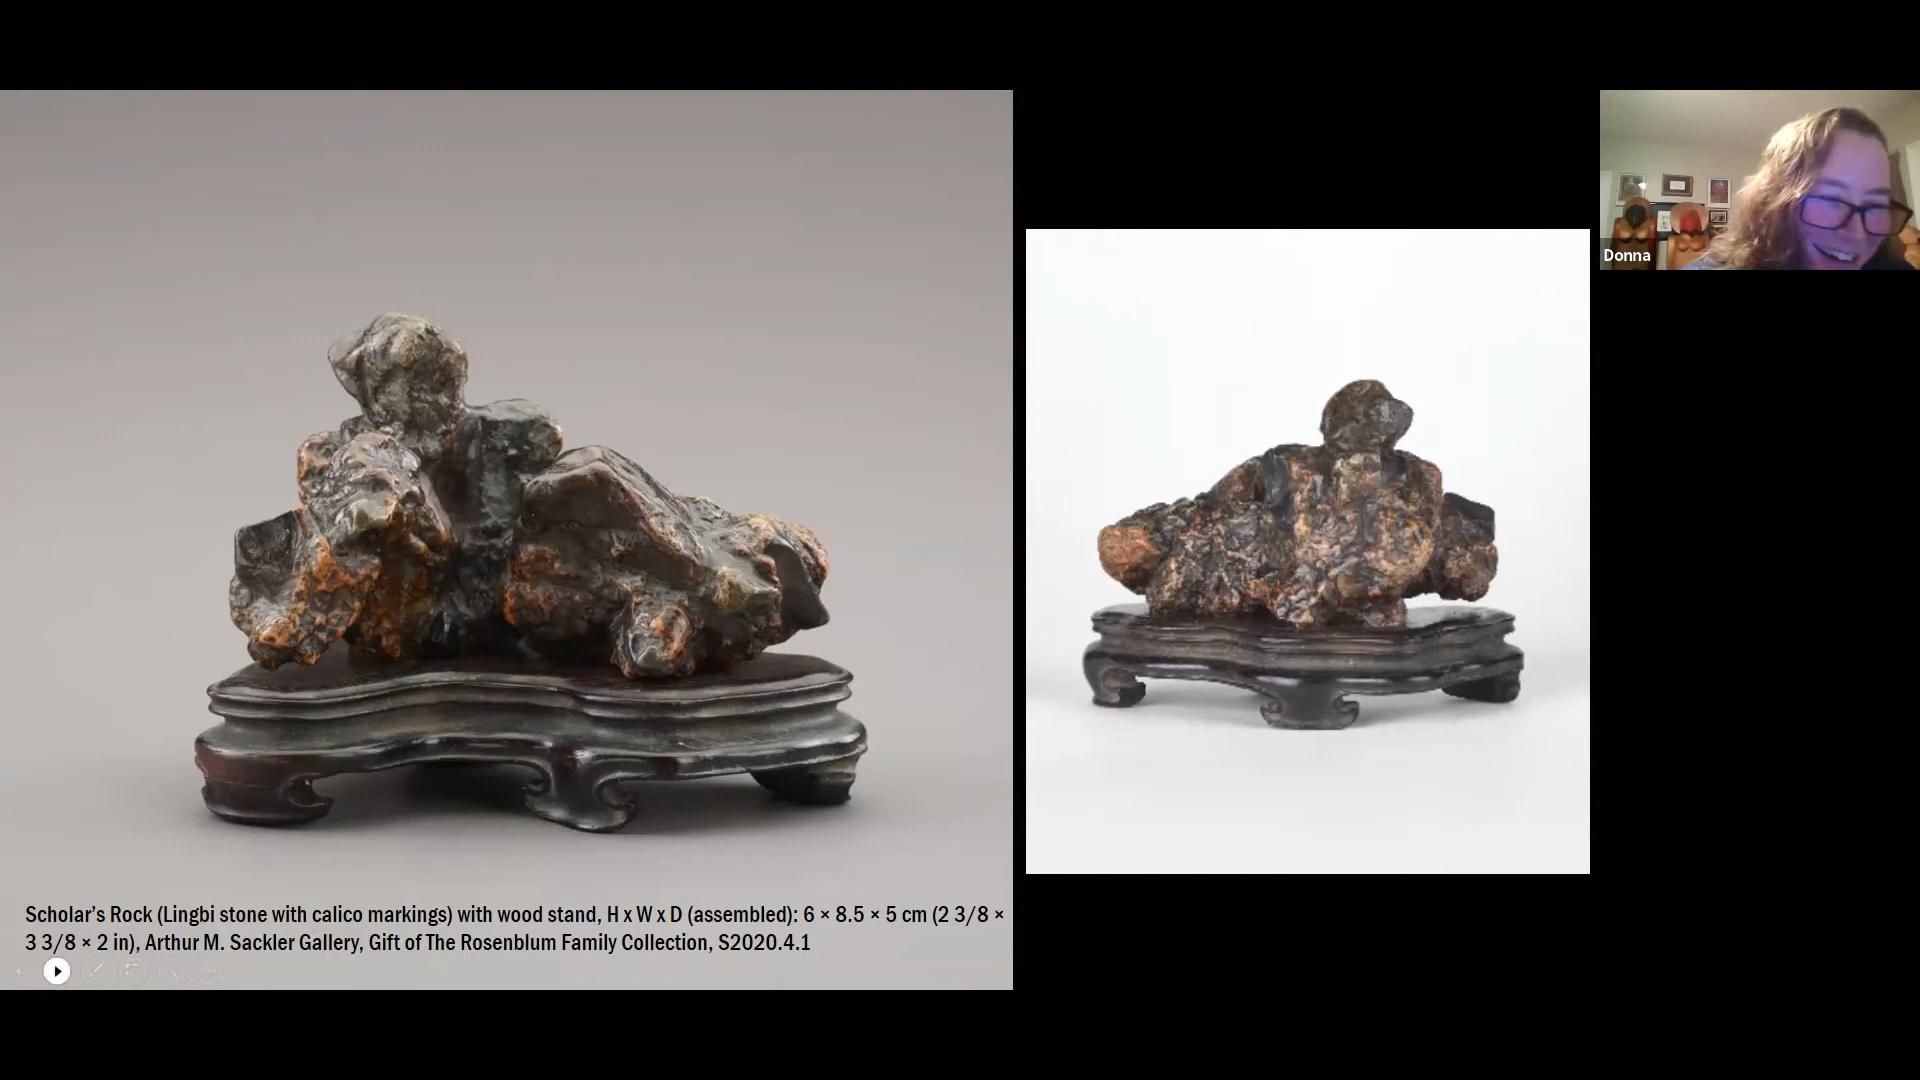 Donna
Scholar’s Rock (Lingbi stone with calico markings) with wood stand, H x W x D (assembled): 6 × 8.5 × 5 cm (2 3/8 ×
3 3/8 × 2 in), Arthur M. Sackler Gallery, Gift of The Rosenblum Family Collection, S2020.4.1